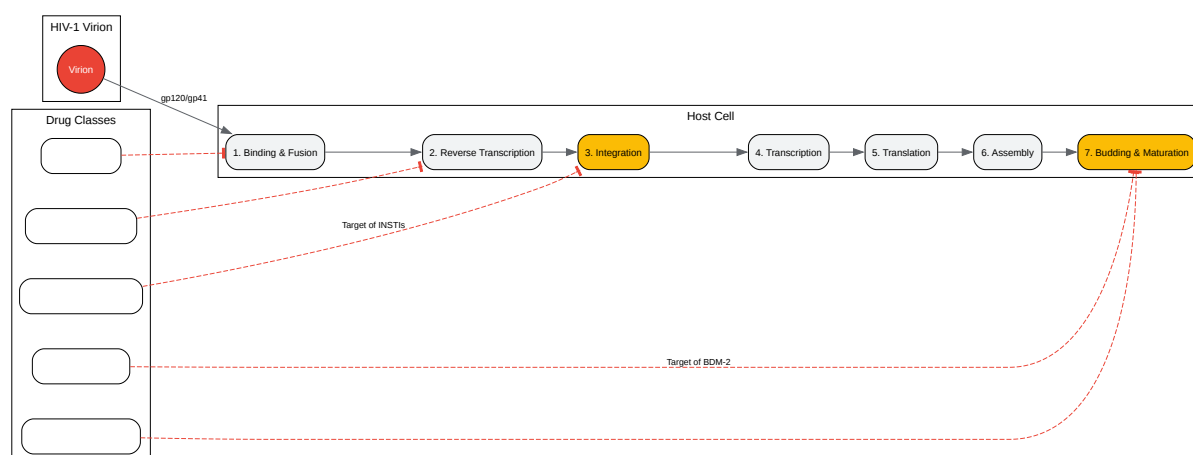 HIV-1 Virion
Virion
gp120/gp41
Drug Classes
Host Cell
1. Binding & Fusion
2. Reverse Transcription
3. Integration
4. Transcription
5. Translation
6. Assembly
7. Budding & Maturation
Target of INSTIs
Target of BDM-2